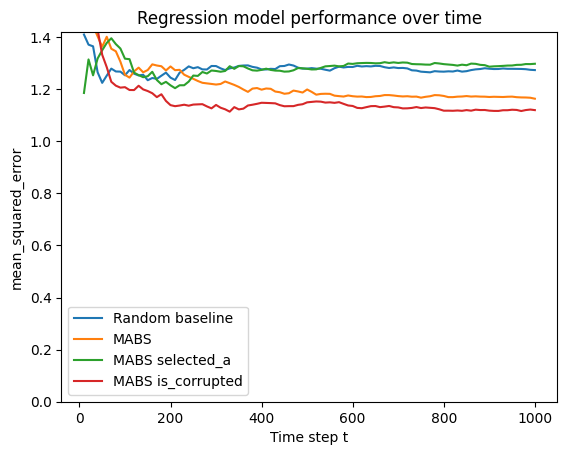 Regression model performance over time
mean_squared_error
1.4
1.2
1.0
0.8
0.6
0.4
0.2
0.0
Random baseline
MABS
MABS selected_a
MABS is_corrupted
0
200
400
600
800
1000
Time step t